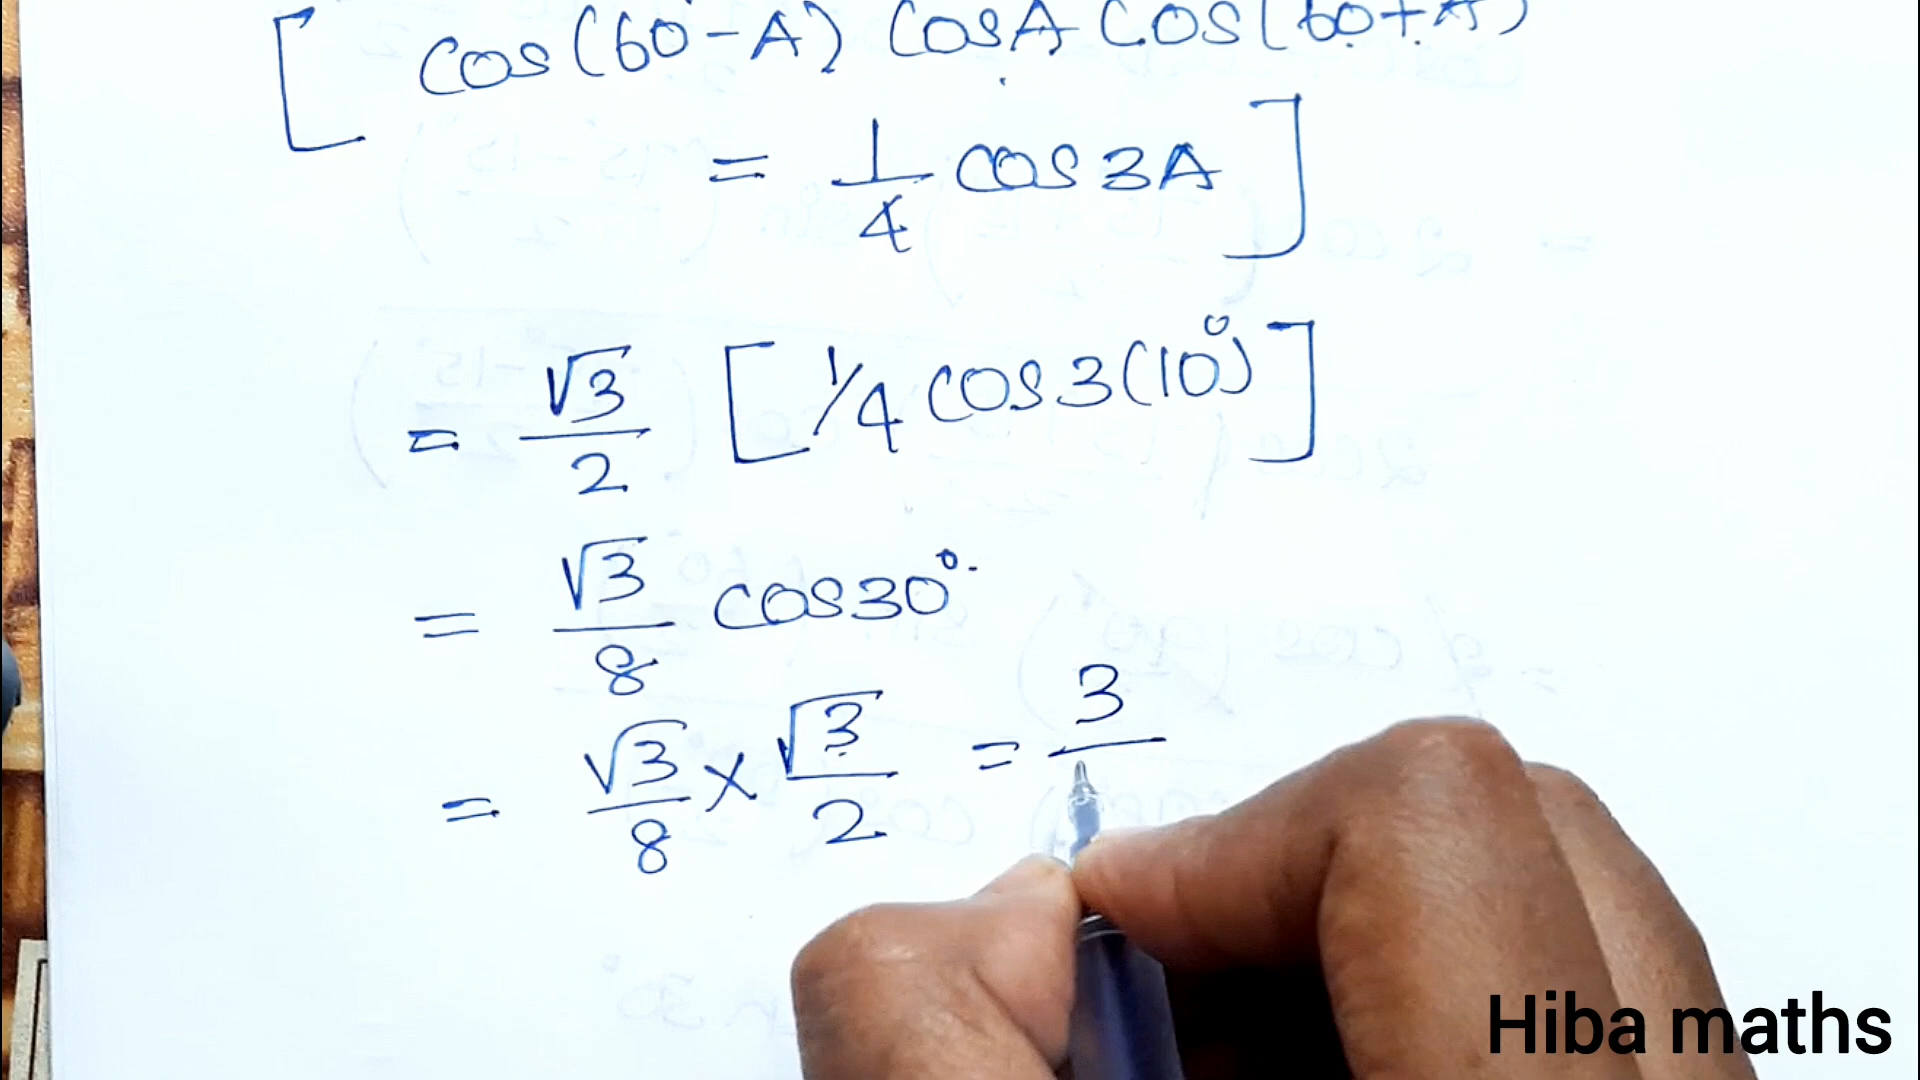 [ cos(60°-A) cosA cos(60+A)
= 1/4 cos3A ]
= √3/2 [ 1/4 cos3(10°) ]
= √3/8 cos30°.
= √3/8 × √3/2 = 3/
Hiba maths